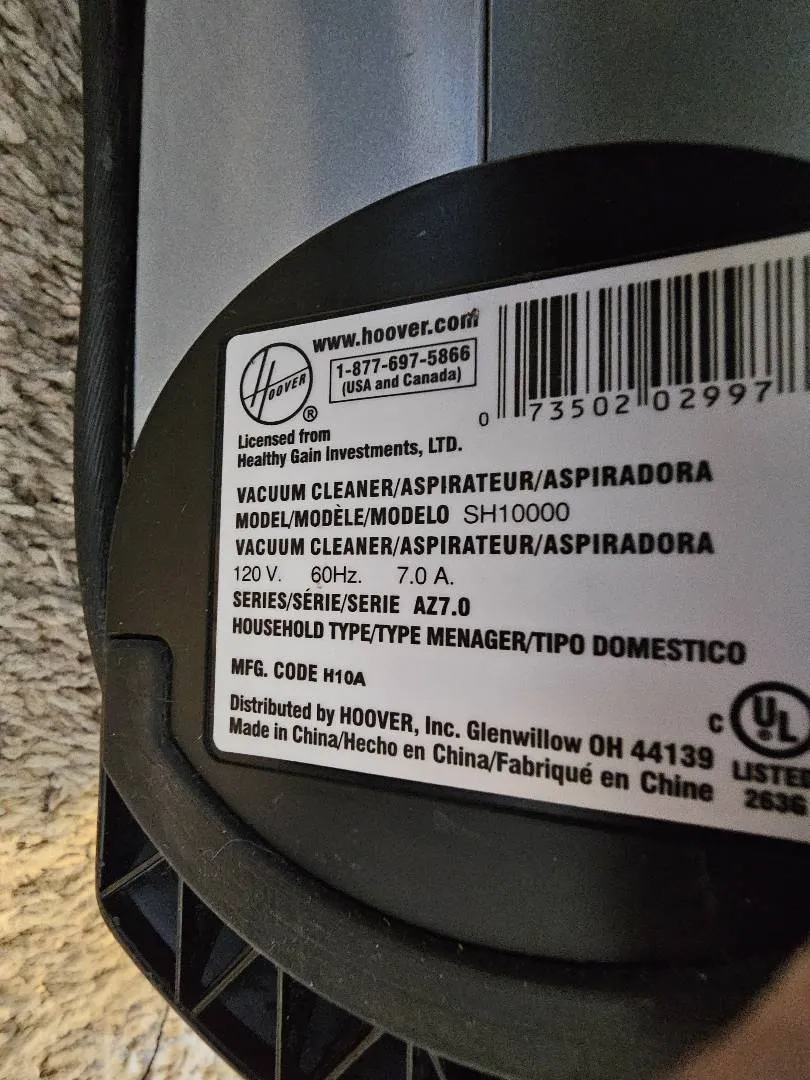 www.hoover.com
HOOVER
®
1-877-697-5866
(USA and Canada)
0 73502 02997
Licensed from
Healthy Gain Investments, LTD.
VACUUM CLEANER/ASPIRATEUR/ASPIRADORA
MODEL/MODÈLE/MODELO SH10000
VACUUM CLEANER/ASPIRATEUR/ASPIRADORA
120 V. 60Hz. 7.0 A.
SERIES/SÉRIE/SERIE AZ7.0
HOUSEHOLD TYPE/TYPE MENAGER/TIPO DOMESTICO
MFG. CODE H10A
Distributed by HOOVER, Inc. Glenwillow OH 44139
Made in China/Hecho en China/Fabriqué en Chine
C UL ®
LISTED
263G